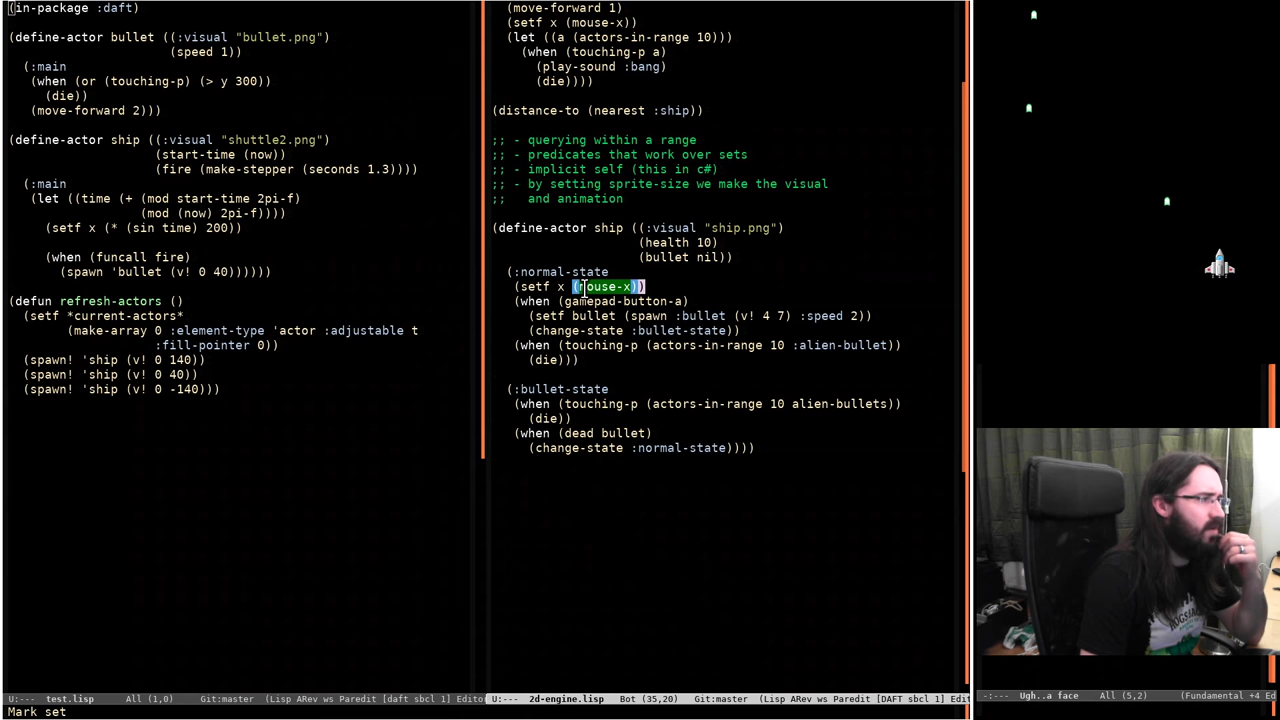 (in-package :daft)
(define-actor bullet ((:visual "bullet.png")
(speed 1))
(:main
(when (or (touching-p) (> y 300))
(die))
(move-forward 2)))
(define-actor ship ((:visual "shuttle2.png")
(start-time (now))
(fire (make-stepper (seconds 1.3))))
(:main
(let ((time (+ (mod start-time 2pi-f)
(mod (now) 2pi-f))))
(setf x (* (sin time) 200))
(when (funcall fire)
(spawn 'bullet (v! 0 40))))))
(defun refresh-actors ()
(setf *current-actors*
(make-array 0 :element-type 'actor :adjustable t
:fill-pointer 0))
(spawn! 'ship (v! 0 140))
(spawn! 'ship (v! 0 40))
(spawn! 'ship (v! 0 -140)))
U:--- test.lisp All (1,0) Git:master (Lisp ARev ws Paredit [daft sbcl 1] Edito
Mark set
(move-forward 1)
(setf x (mouse-x))
(let ((a (actors-in-range 10)))
(when (touching-p a)
(play-sound :bang)
(die))))
(distance-to (nearest :ship))
;; - querying within a range
;; - predicates that work over sets
;; - implicit self (this in c#)
;; - by setting sprite-size we make the visual
;; and animation
(define-actor ship ((:visual "ship.png")
(health 10)
(bullet nil))
(:normal-state
(setf x (mouse-x))
(when (gamepad-button-a)
(setf bullet (spawn :bullet (v! 4 7) :speed 2))
(change-state :bullet-state))
(when (touching-p (actors-in-range 10 :alien-bullet))
(die)))
(:bullet-state
(when (touching-p (actors-in-range 10 alien-bullets))
(die))
(when (dead bullet)
(change-state :normal-state))))
U:--- 2d-engine.lisp Bot (35,20) Git:master (Lisp ARev ws Paredit [DAFT sbcl 1] Edito
-:--- Ugh..a face All (5,2) (Fundamental +4 Ed